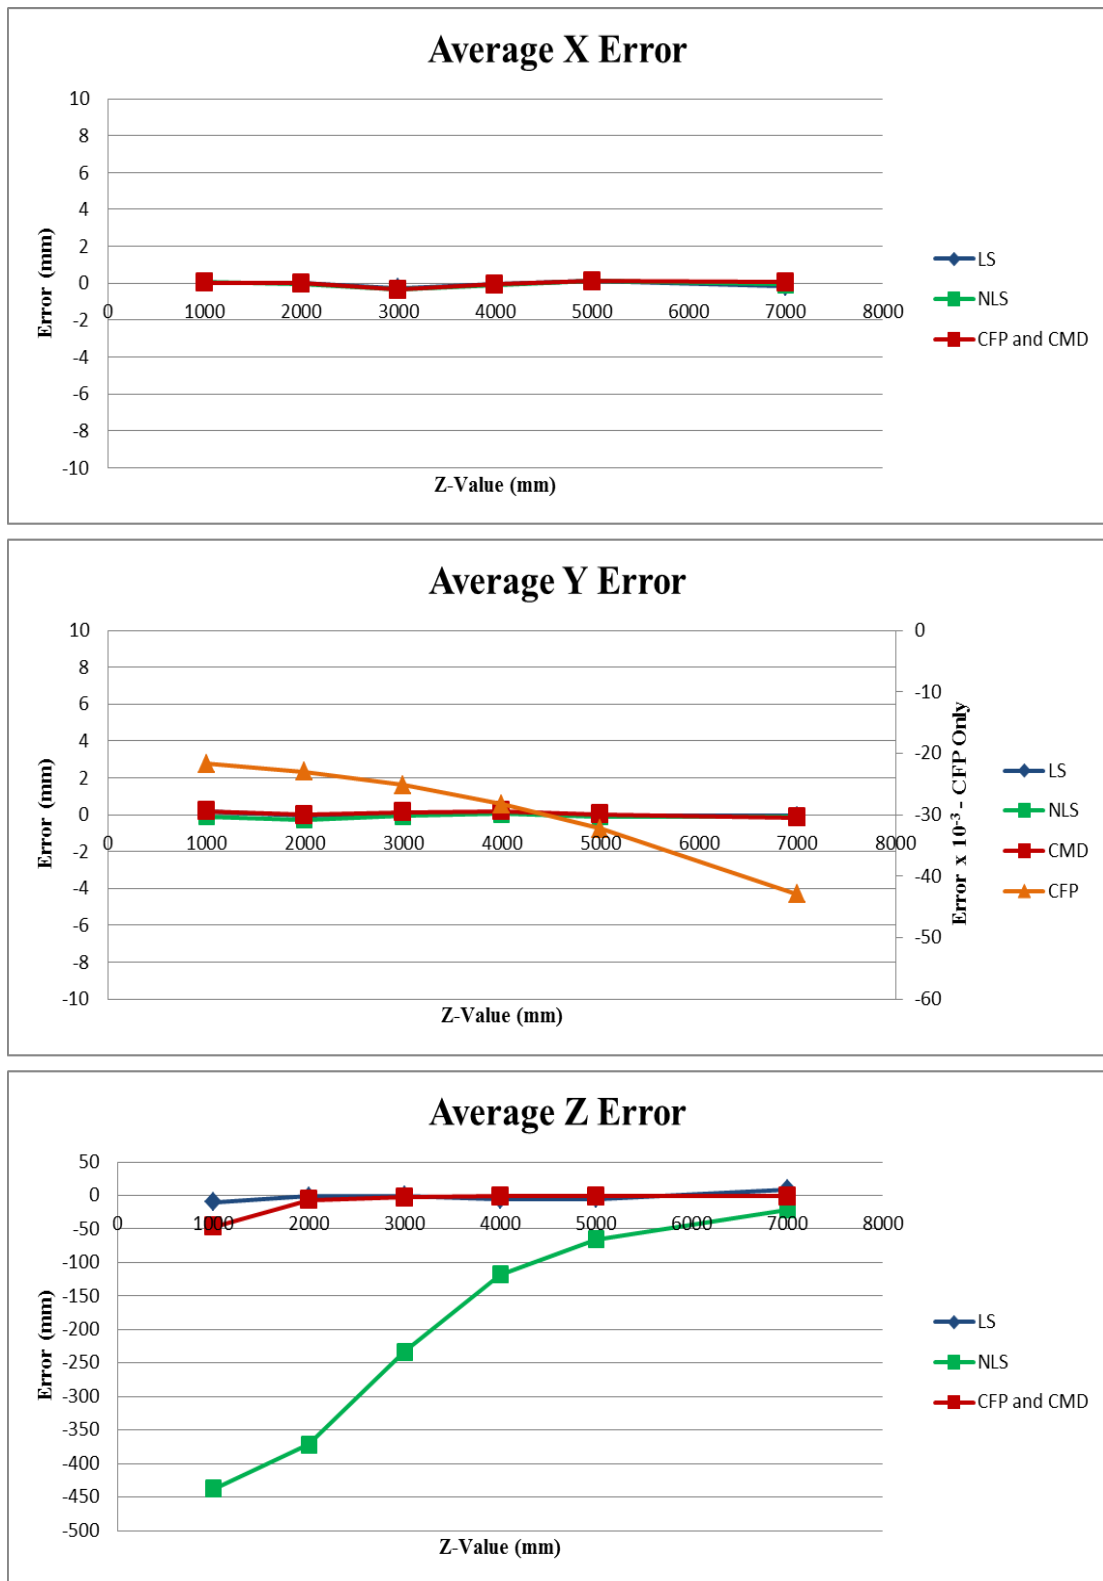 Average X Error
10
8
6
4
2
0
-2
-4
-6
-8
-10
0 1000 2000 3000 4000 5000 6000 7000 8000
Error (mm)
Z-Value (mm)
LS
NLS
CFP and CMD
Average Y Error
10
8
6
4
2
0
-2
-4
-6
-8
-10
0 1000 2000 3000 4000 5000 6000 7000 8000
0
-10
-20
-30
-40
-50
-60
Error (mm)
Error x 10⁻³ - CFP Only
Z-Value (mm)
LS
NLS
CMD
CFP
Average Z Error
50
0
-50
-100
-150
-200
-250
-300
-350
-400
-450
-500
0 1000 2000 3000 4000 5000 6000 7000 8000
Error (mm)
Z-Value (mm)
LS
NLS
CFP and CMD